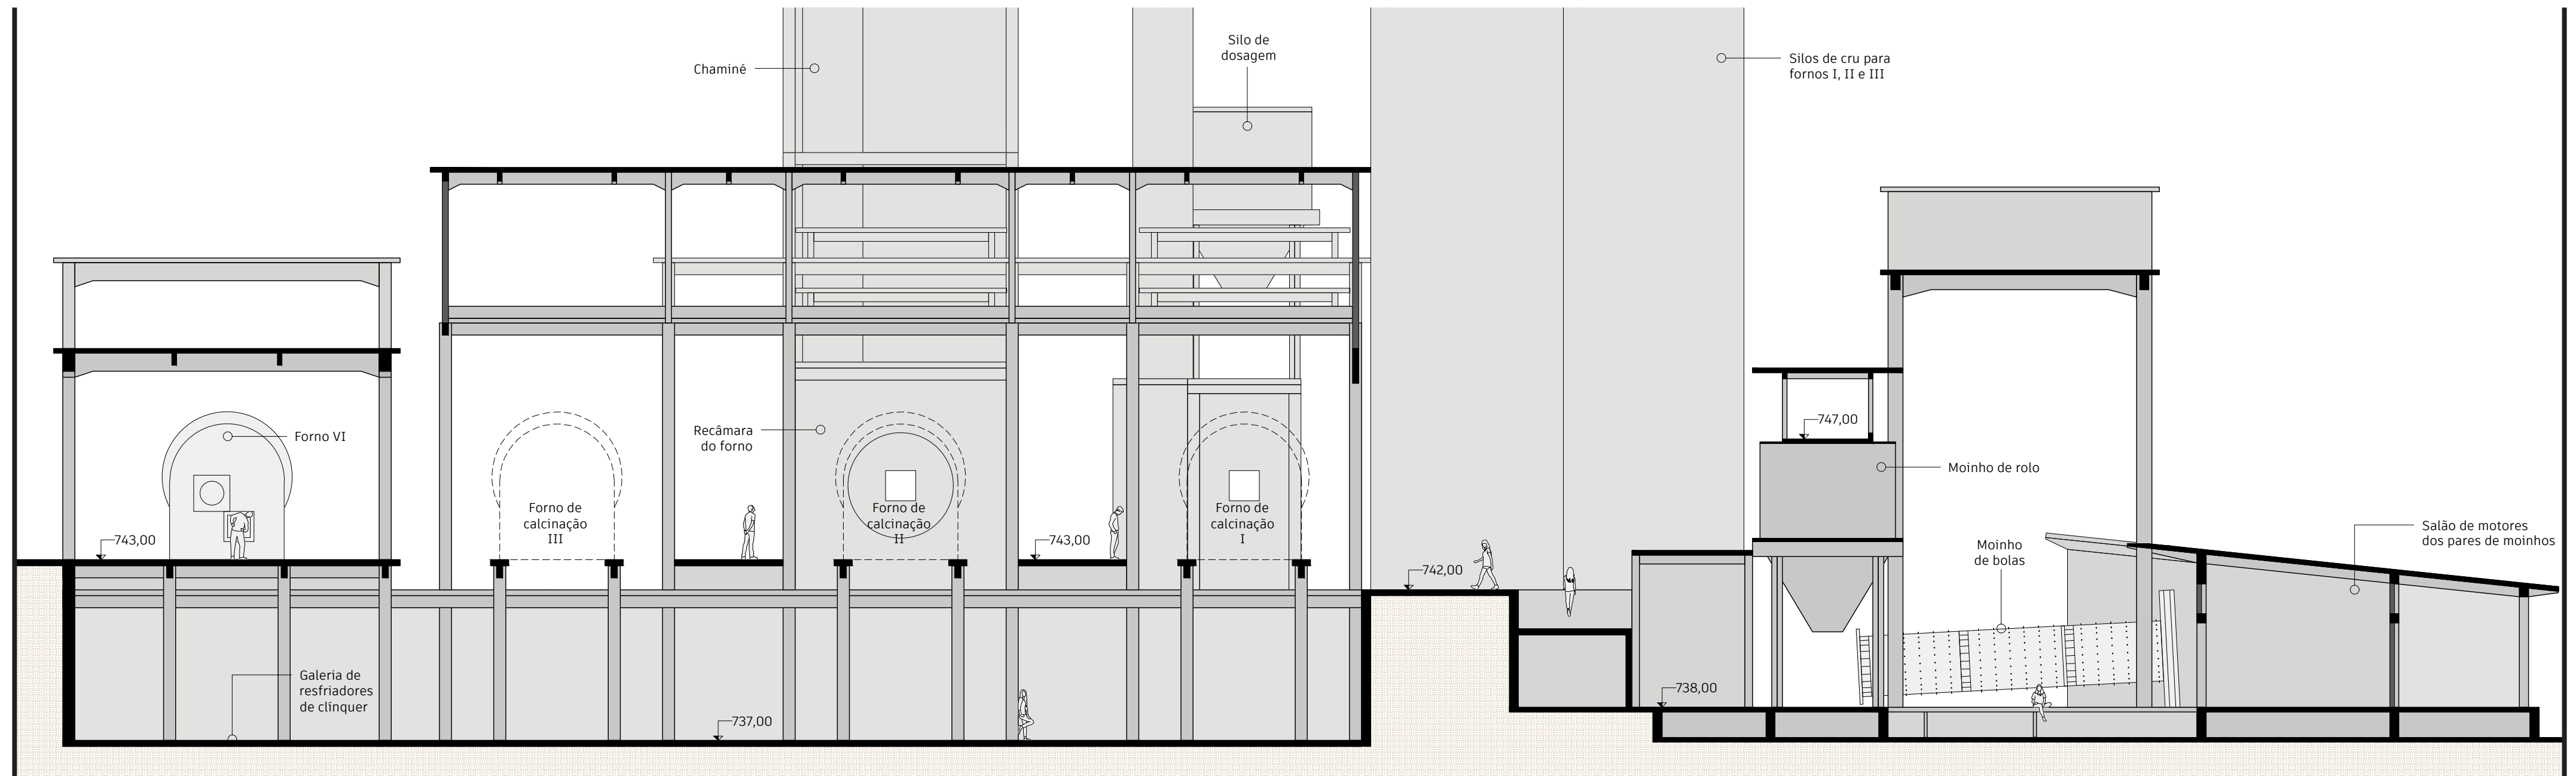 Chaminé
Silo de
dosagem
Silos de cru para
fornos I, II e III
Forno VI
Recâmara
do forno
Forno de
calcinação
III
Forno de
calcinação
II
Forno de
calcinação
I
747,00
Moinho de rolo
743,00
743,00
742,00
Moinho
de bolas
Salão de motores
dos pares de moinhos
Galeria de
resfriadores
de clínquer
737,00
738,00